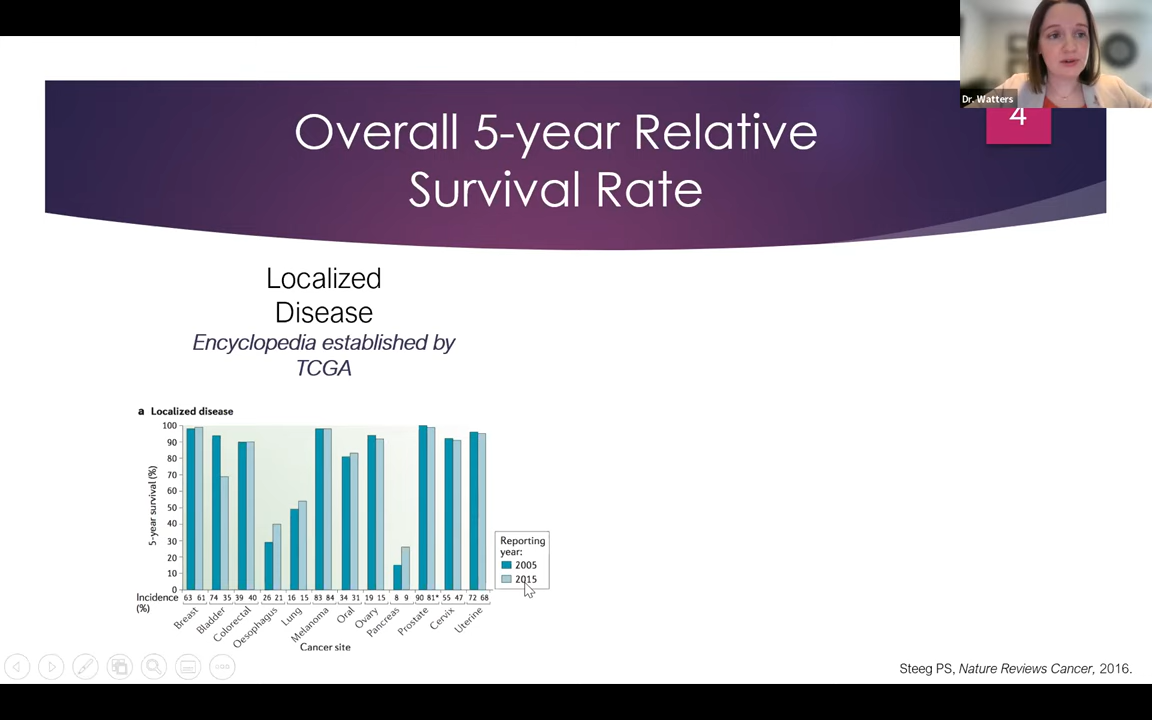 Dr. Watters
4
Overall 5-year Relative
Survival Rate
Localized
Disease
Encyclopedia established by
TCGA
a Localized disease
5-year survival (%)
100
90
80
70
60
50
40
30
20
10
0
Reporting
year:
2005
2015
Incidence
(%)
63 61 74 35 39 40 26 21 16 15 83 84 34 31 19 15 8 9 90 81* 55 47 72 68
Breast
Bladder
Colorectal
Oesophagus
Lung
Melanoma
Oral
Ovary
Pancreas
Prostate
Cervix
Uterine
Cancer site
Steeg PS, Nature Reviews Cancer, 2016.